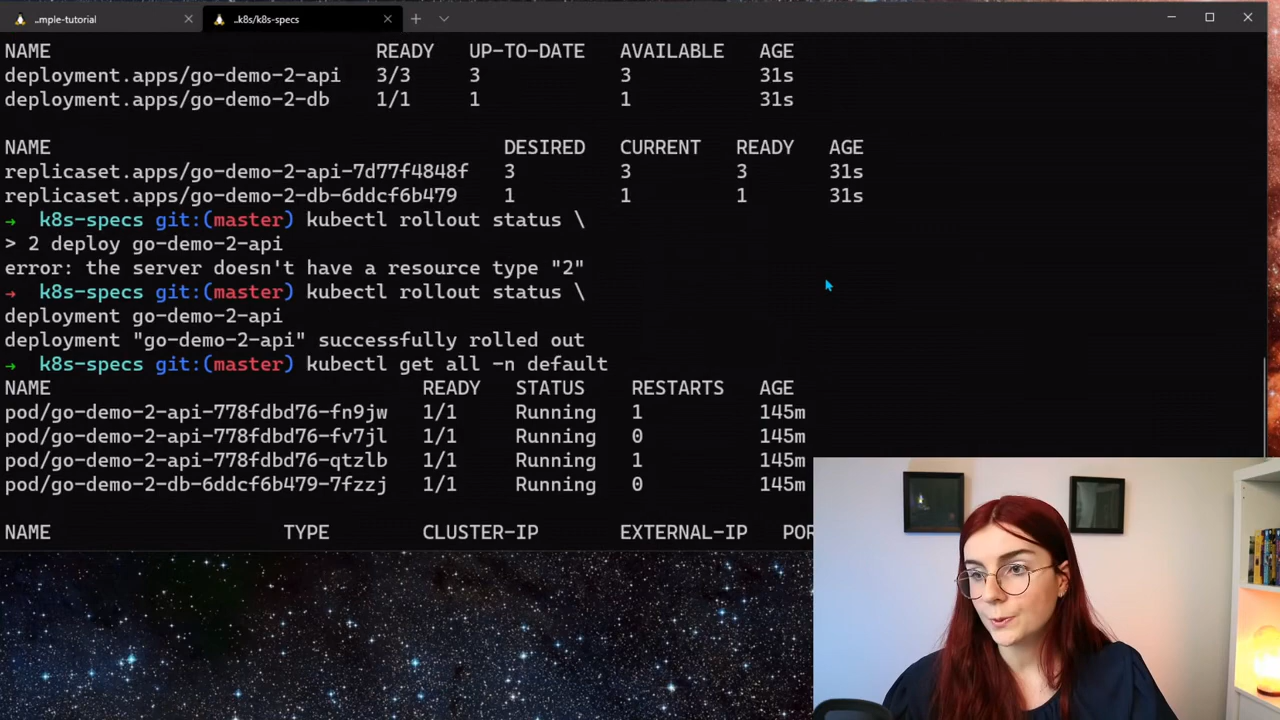 ..mple-tutorial
..k8s/k8s-specs
NAME READY UP-TO-DATE AVAILABLE AGE
deployment.apps/go-demo-2-api 3/3 3 3 31s
deployment.apps/go-demo-2-db 1/1 1 1 31s
NAME DESIRED CURRENT READY AGE
replicaset.apps/go-demo-2-api-7d77f4848f 3 3 3 31s
replicaset.apps/go-demo-2-db-6ddcf6b479 1 1 1 31s
→ k8s-specs git:(master) kubectl rollout status \
> 2 deploy go-demo-2-api
error: the server doesn't have a resource type "2"
→ k8s-specs git:(master) kubectl rollout status \
deployment go-demo-2-api
deployment "go-demo-2-api" successfully rolled out
→ k8s-specs git:(master) kubectl get all -n default
NAME READY STATUS RESTARTS AGE
pod/go-demo-2-api-778fdbd76-fn9jw 1/1 Running 1 145m
pod/go-demo-2-api-778fdbd76-fv7jl 1/1 Running 0 145m
pod/go-demo-2-api-778fdbd76-qtzlb 1/1 Running 1 145m
pod/go-demo-2-db-6ddcf6b479-7fzzj 1/1 Running 0 145m
NAME TYPE CLUSTER-IP EXTERNAL-IP POR